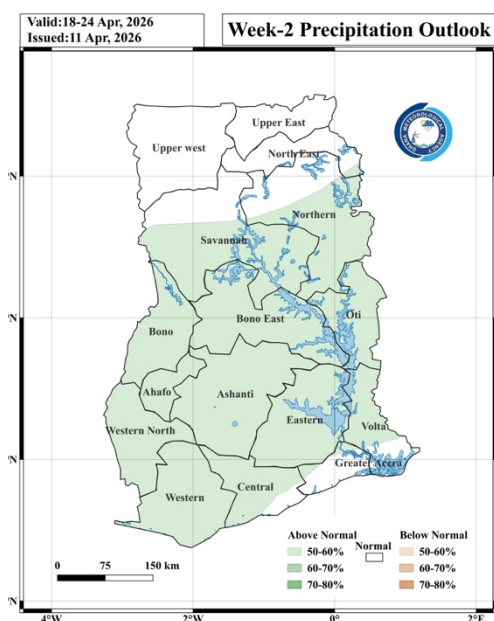 Valid:18-24 Apr, 2026
Issued:11 Apr, 2026
Week-2 Precipitation Outlook
Upper East
Upper west
North East
Northern
Savannah
Oti
Bono East
Bono
Ahafo
Ashanti
Western North
Eastern
Volta
Greater Accra
Central
Western
Above Normal
Normal
Below Normal
50-60%
50-60%
60-70%
60-70%
70-80%
70-80%
0 75 150 km
4°W 2°W 0° 2°E